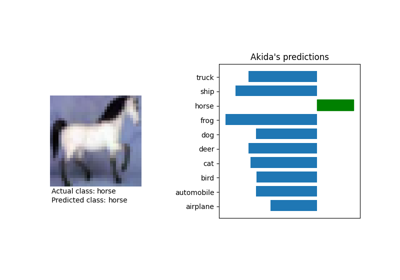 Akida's predictions
truck
ship
horse
frog
dog
deer
cat
bird
automobile
airplane
Actual class: horse
Predicted class: horse